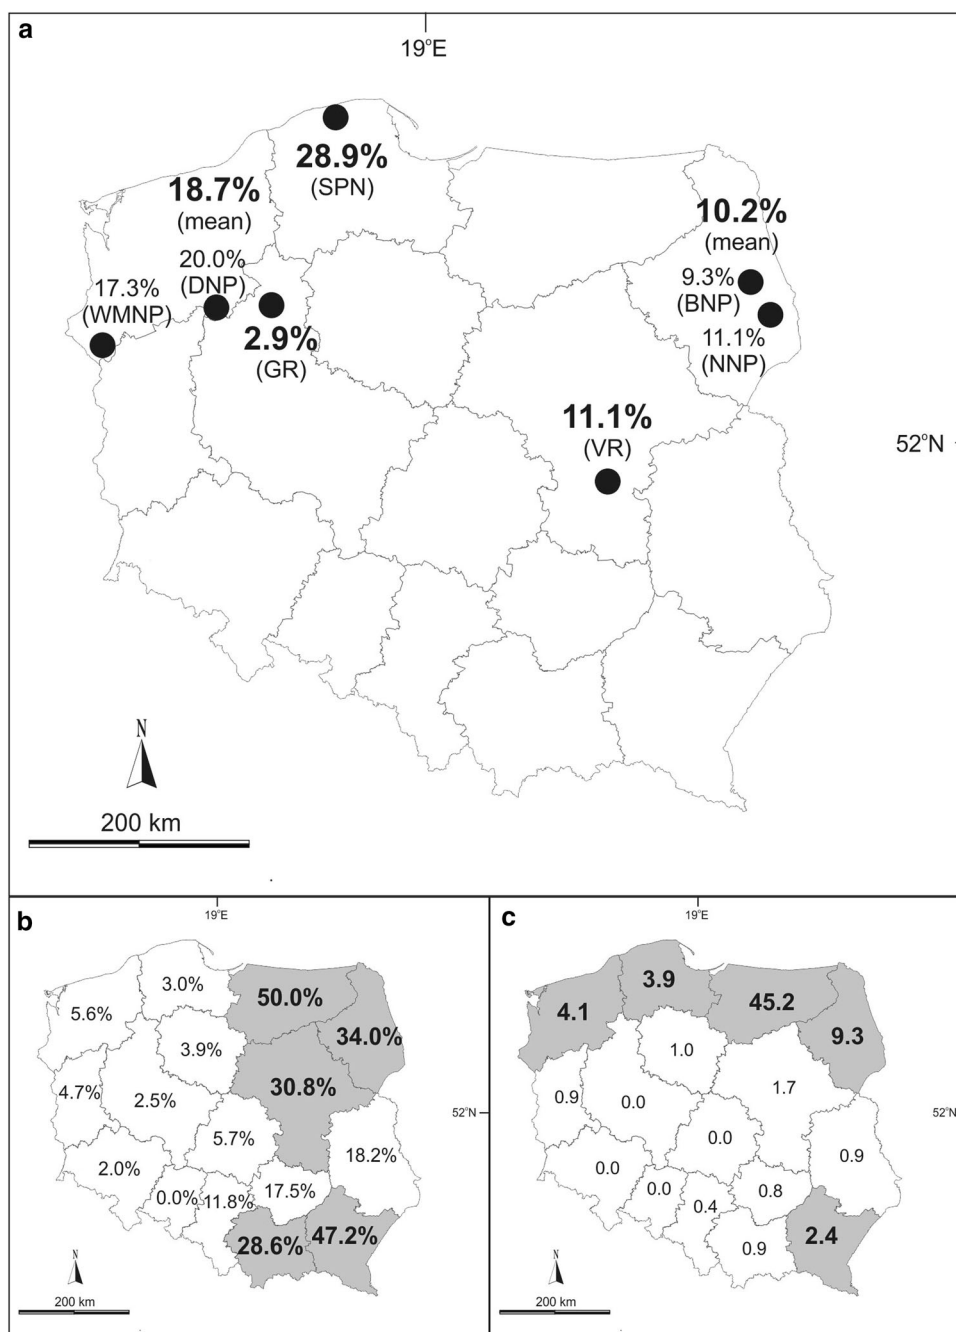 a
19°E
28.9%
(SPN)
18.7%
(mean)
10.2%
(mean)
20.0%
(DNP)
17.3%
(WMNP)
9.3%
(BNP)
2.9%
(GR)
11.1%
(NNP)
11.1%
(VR)
52°N
N
200 km
b
19°E
3.0%
50.0%
5.6%
34.0%
3.9%
30.8%
4.7%
2.5%
52°N
5.7%
18.2%
2.0%
17.5%
0.0%
11.8%
47.2%
28.6%
N
200 km
c
19°E
3.9
45.2
4.1
9.3
1.0
1.7
0.9
0.0
52°N
0.0
0.9
0.0
0.0
0.8
0.4
2.4
0.9
N
200 km